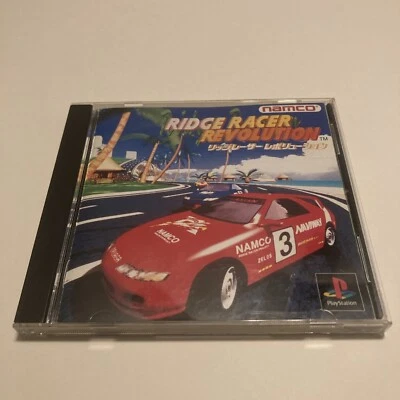 namco
RIDGE RACER
REVOLUTION TM
リッジレーサー レボリューション
NAMCO
NAMCO
3
PlayStation